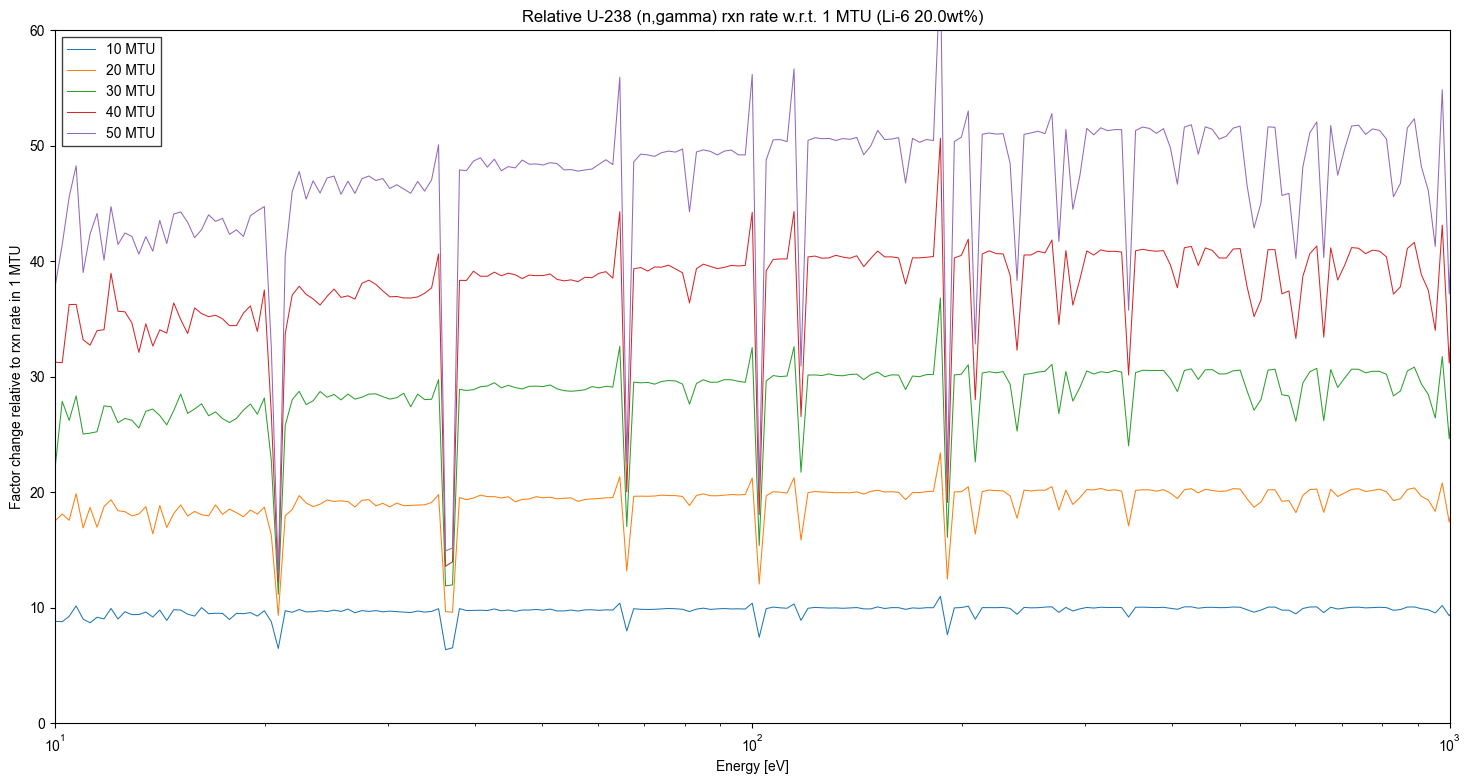 Relative U-238 (n,gamma) rxn rate w.r.t. 1 MTU (Li-6 20.0wt%)
10 MTU
20 MTU
30 MTU
40 MTU
50 MTU
Factor change relative to rxn rate in 1 MTU
60
50
40
30
20
10
0
10¹
10²
10³
Energy [eV]